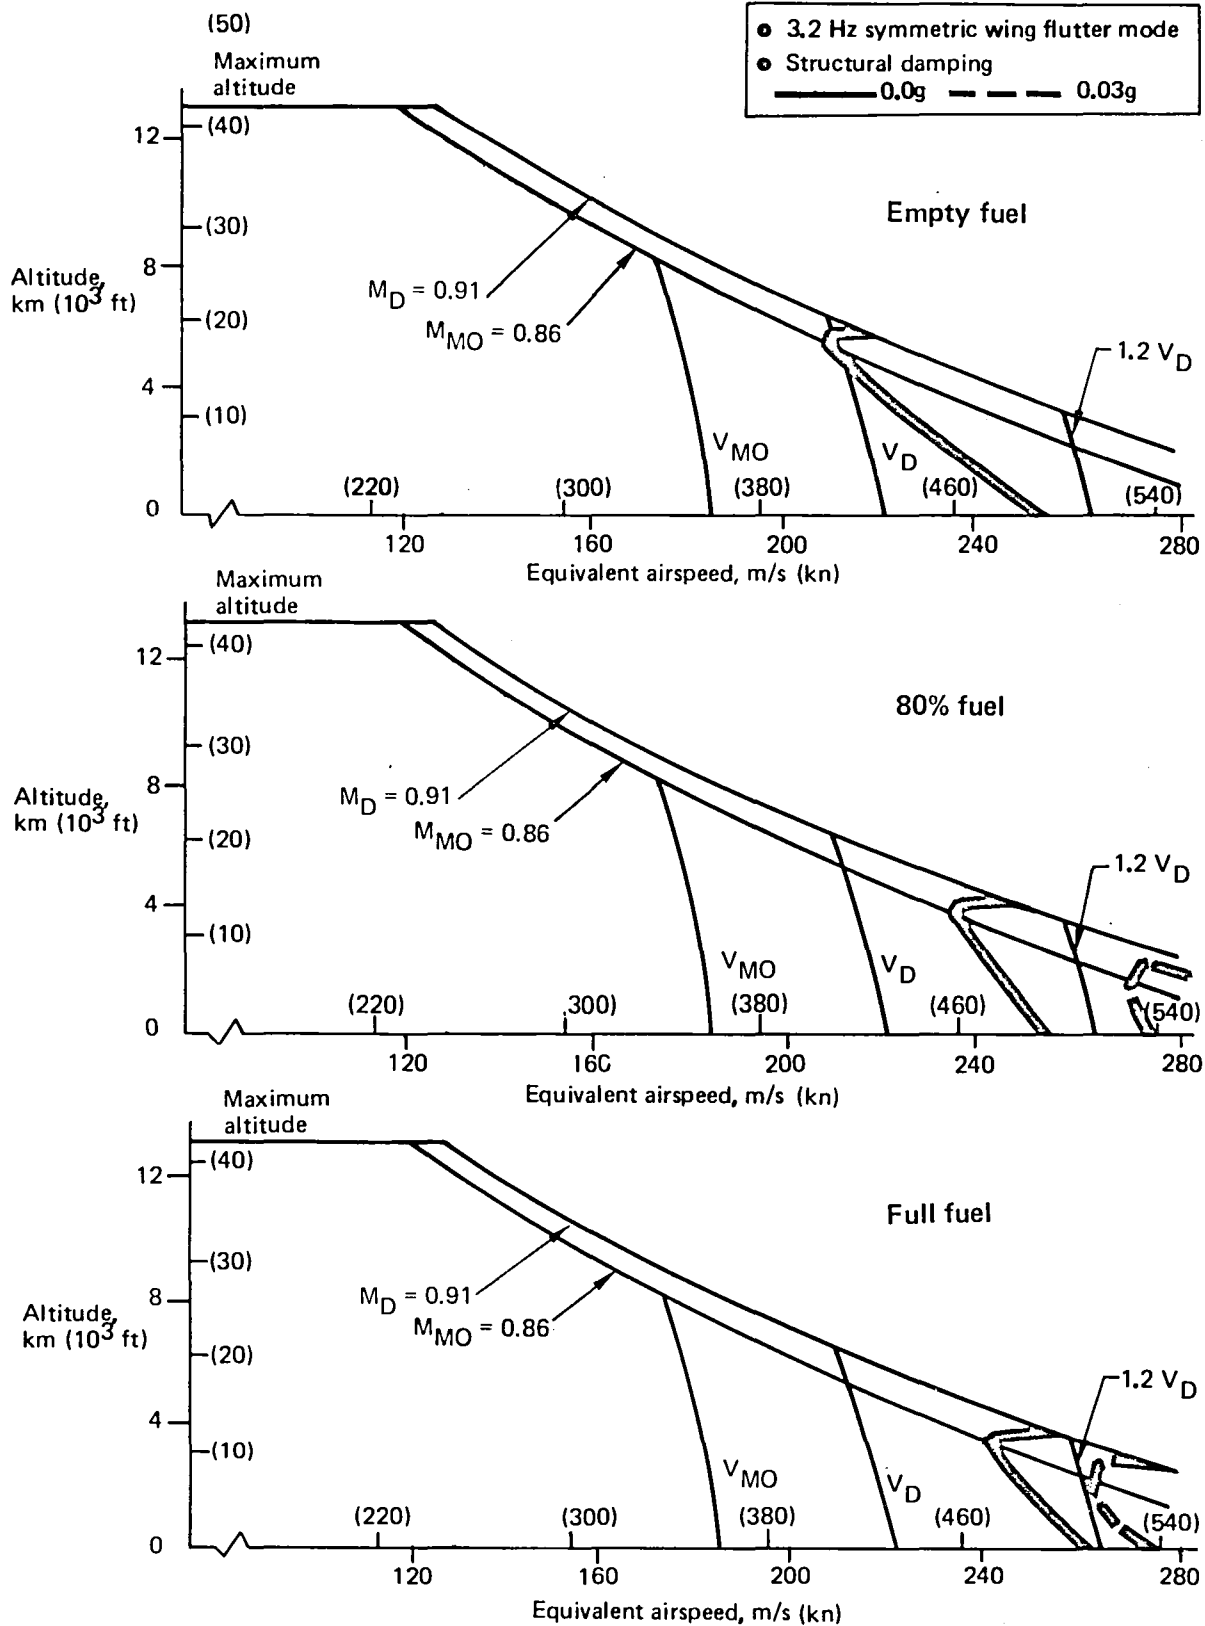 (50)
• 3.2 Hz symmetric wing flutter mode
• Structural damping
0.0g 0.03g
Maximum
altitude
12
(40)
Empty fuel
(30)
Altitude,
km (10³ ft)
8
M_D = 0.91
M_MO = 0.86
(20)
1.2 V_D
4
(10)
V_MO
V_D
(220) (300) (380) (460) (540)
0
120 160 200 240 280
Equivalent airspeed, m/s (kn)
Maximum
altitude
(40)
12
80% fuel
(30)
8
Altitude,
km (10³ ft)
M_D = 0.91
M_MO = 0.86
(20)
1.2 V_D
4
(10)
V_MO
V_D
(220) 300) (380) (460) (540)
0
120 160 200 240 280
Equivalent airspeed, m/s (kn)
Maximum
altitude
(40)
12
Full fuel
(30)
8
Altitude,
km (10³ ft)
M_D = 0.91
M_MO = 0.86
(20)
1.2 V_D
4
(10)
V_MO
V_D
(220) (300) (380) (460) (540)
0
120 160 200 240 280
Equivalent airspeed, m/s (kn)